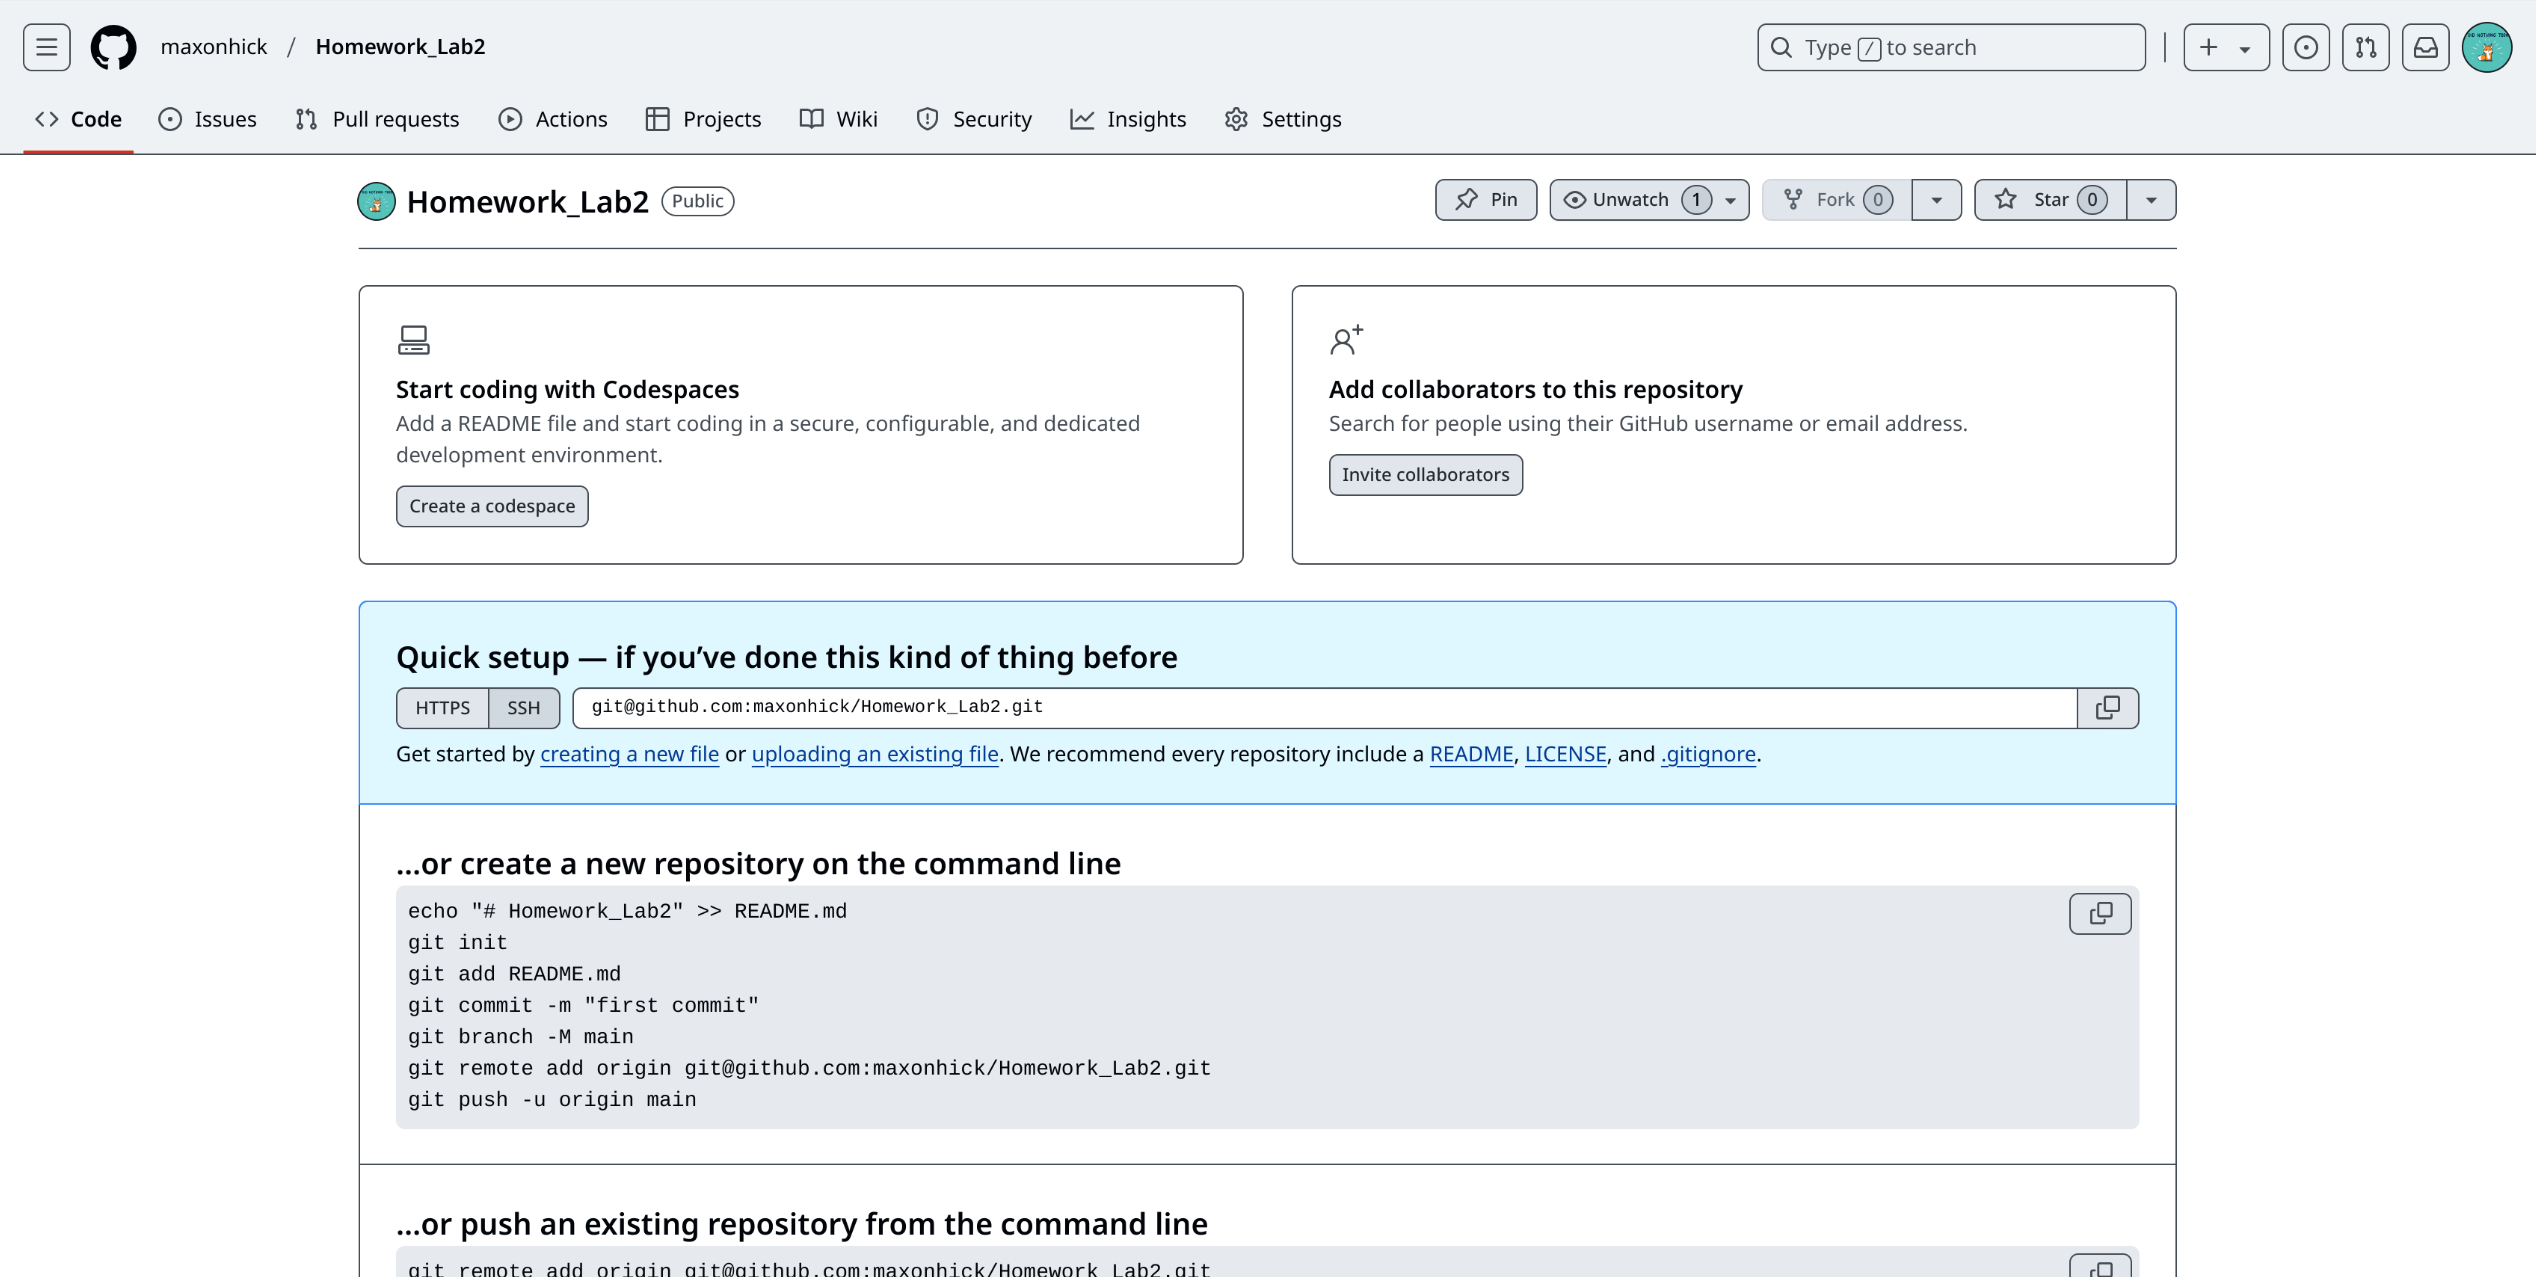 maxonhick / Homework_Lab2
Type / to search
Code Issues Pull requests Actions Projects Wiki Security Insights Settings
Homework_Lab2 Public
Pin Unwatch 1 Fork 0 Star 0
Start coding with Codespaces
Add a README file and start coding in a secure, configurable, and dedicated
development environment.
Create a codespace
Add collaborators to this repository
Search for people using their GitHub username or email address.
Invite collaborators
Quick setup — if you’ve done this kind of thing before
HTTPS SSH git@github.com:maxonhick/Homework_Lab2.git
Get started by creating a new file or uploading an existing file. We recommend every repository include a README, LICENSE, and .gitignore.
…or create a new repository on the command line
echo "# Homework_Lab2" >> README.md
git init
git add README.md
git commit -m "first commit"
git branch -M main
git remote add origin git@github.com:maxonhick/Homework_Lab2.git
git push -u origin main
…or push an existing repository from the command line
git remote add origin git@github.com:maxonhick/Homework_Lab2.git